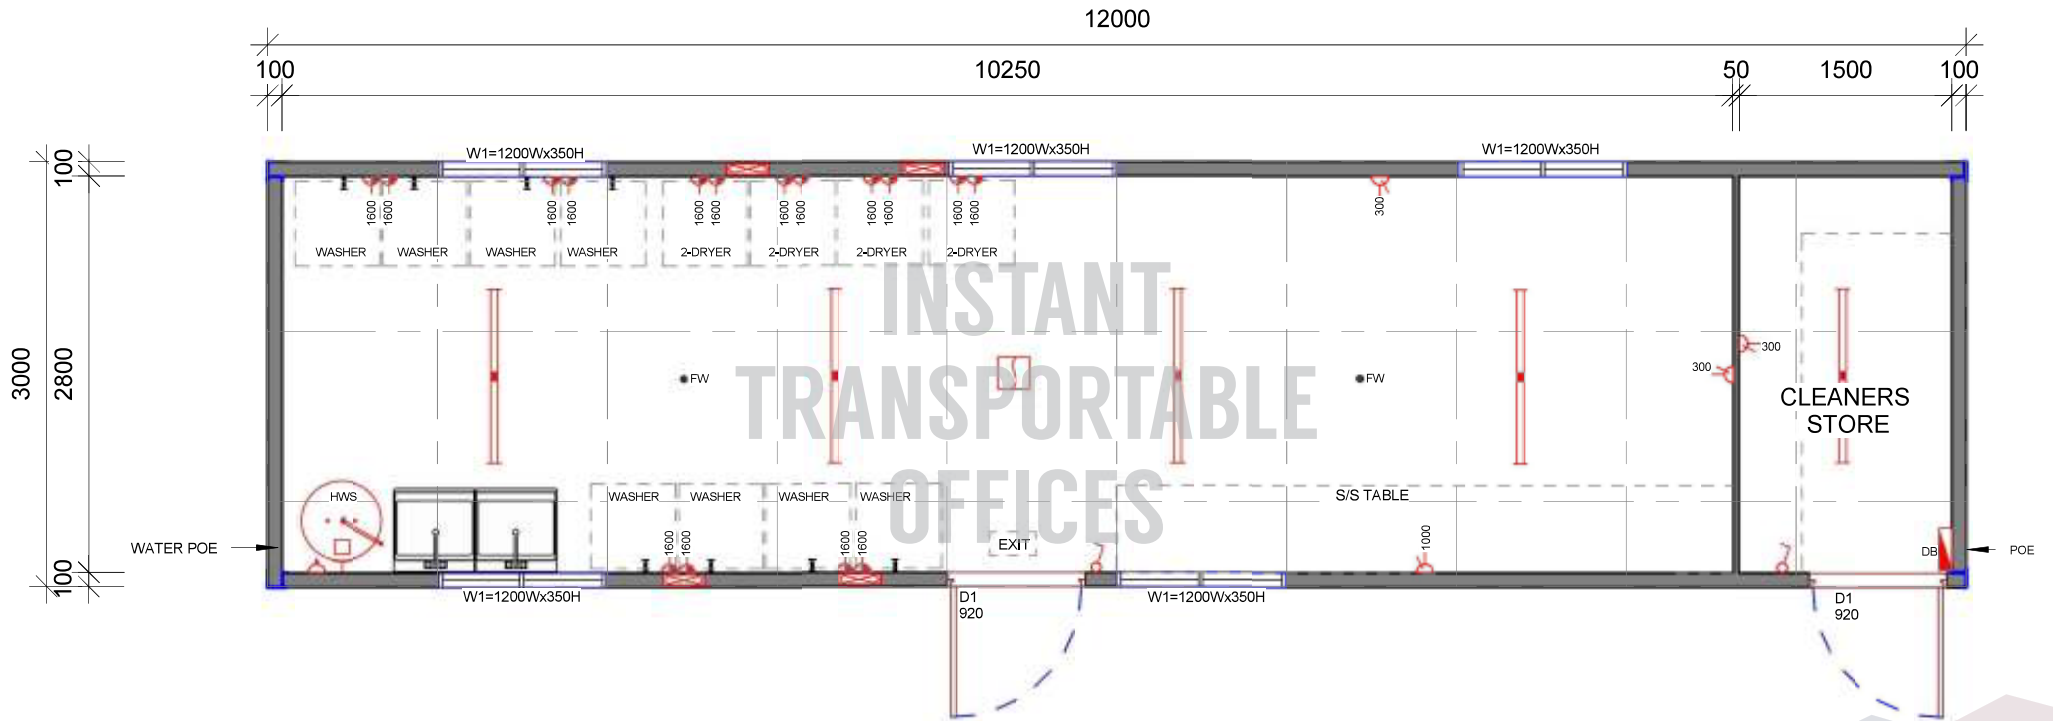 12000
100
10250
50
1500
100
W1=1200Wx350H
W1=1200Wx350H
W1=1200Wx350H
100
1600
1600
1600
1600
1600
1600
1600
1600
1600
1600
1600
1600
300
WASHER
WASHER
WASHER
WASHER
2-DRYER
2-DRYER
2-DRYER
2-DRYER
INSTANT
TRANSPORTABLE
OFFICES
3000
2800
FW
FW
300
300
CLEANERS
STORE
HWS
WASHER
WASHER
WASHER
WASHER
S/S TABLE
WATER POE
1600
1600
1600
1600
EXIT
1000
DB
POE
100
W1=1200Wx350H
D1
920
W1=1200Wx350H
D1
920